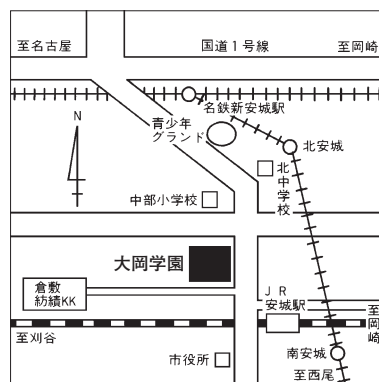 至名古屋
国道1号線
至岡崎
名鉄新安城駅
N
青少年
グランド
北安城
北中学校
中部小学校
大岡学園
倉敷
紡績KK
JR
安城駅
至岡崎
至刈谷
市役所
南安城
至西尾